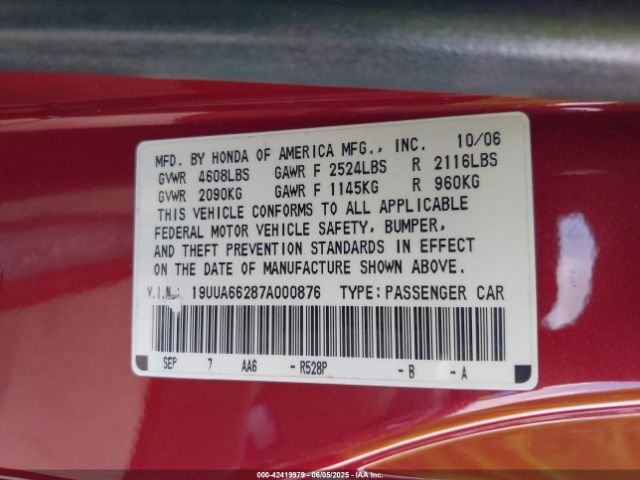 MFD. BY HONDA OF AMERICA MFG., INC. 10/06
GVWR 4608LBS GAWR F 2524LBS R 2116LBS
GVWR 2090KG GAWR F 1145KG R 960KG
THIS VEHICLE CONFORMS TO ALL APPLICABLE
FEDERAL MOTOR VEHICLE SAFETY, BUMPER,
AND THEFT PREVENTION STANDARDS IN EFFECT
ON THE DATE OF MANUFACTURE SHOWN ABOVE.
V.I.N.: 19UUA66287A000876 TYPE: PASSENGER CAR
SEP 7 AA6 - R528P - B - A
000-42419979 - 06/05/2025 - IAAI.COM